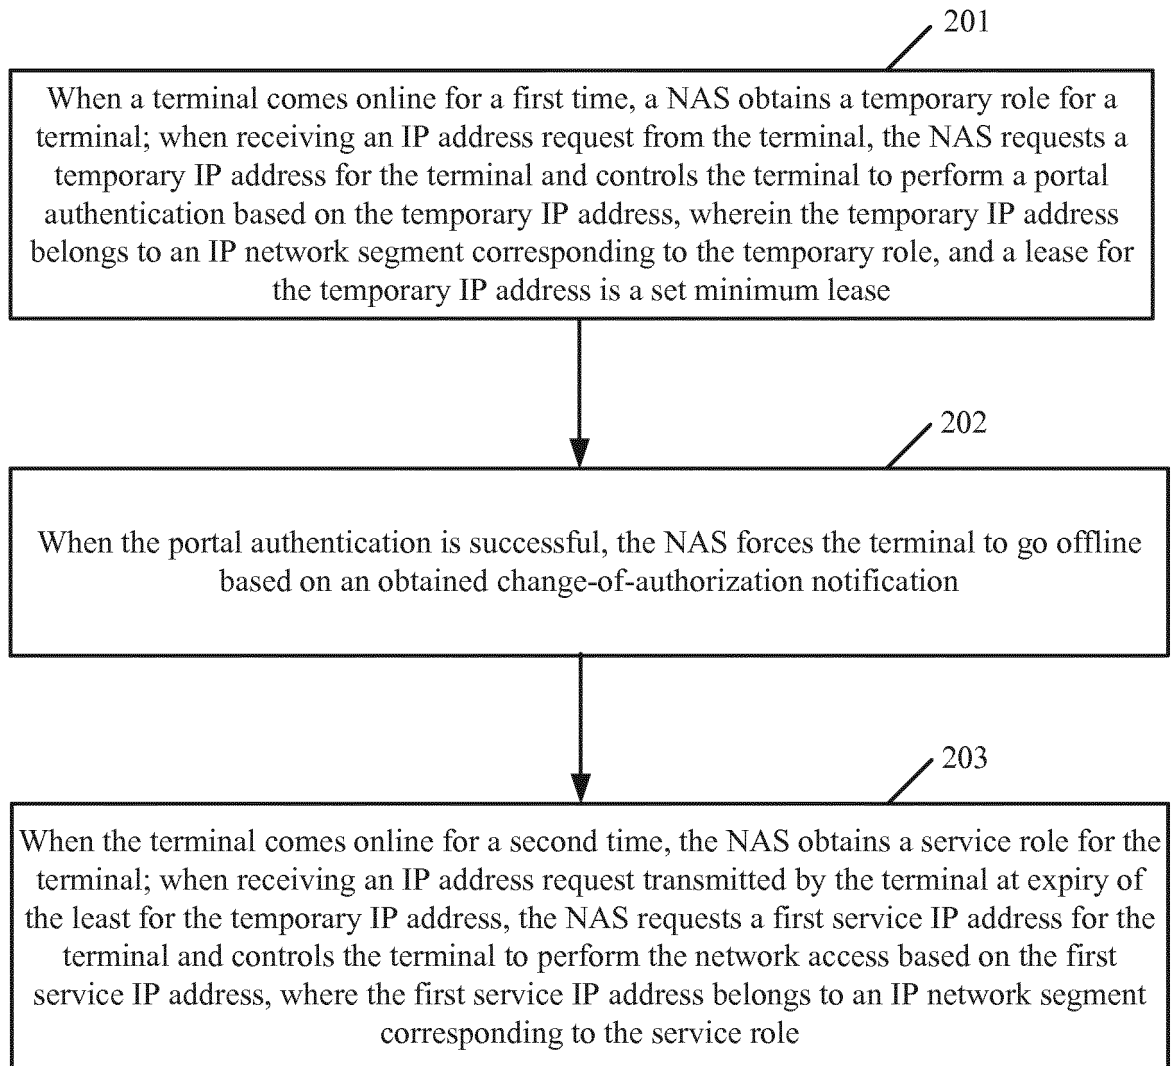 201
When a terminal comes online for a first time, a NAS obtains a temporary role for a
terminal; when receiving an IP address request from the terminal, the NAS requests a
temporary IP address for the terminal and controls the terminal to perform a portal
authentication based on the temporary IP address, wherein the temporary IP address
belongs to an IP network segment corresponding to the temporary role, and a lease for
the temporary IP address is a set minimum lease
202
When the portal authentication is successful, the NAS forces the terminal to go offline
based on an obtained change-of-authorization notification
203
When the terminal comes online for a second time, the NAS obtains a service role for the
terminal; when receiving an IP address request transmitted by the terminal at expiry of
the least for the temporary IP address, the NAS requests a first service IP address for the
terminal and controls the terminal to perform the network access based on the first
service IP address, where the first service IP address belongs to an IP network segment
corresponding to the service role